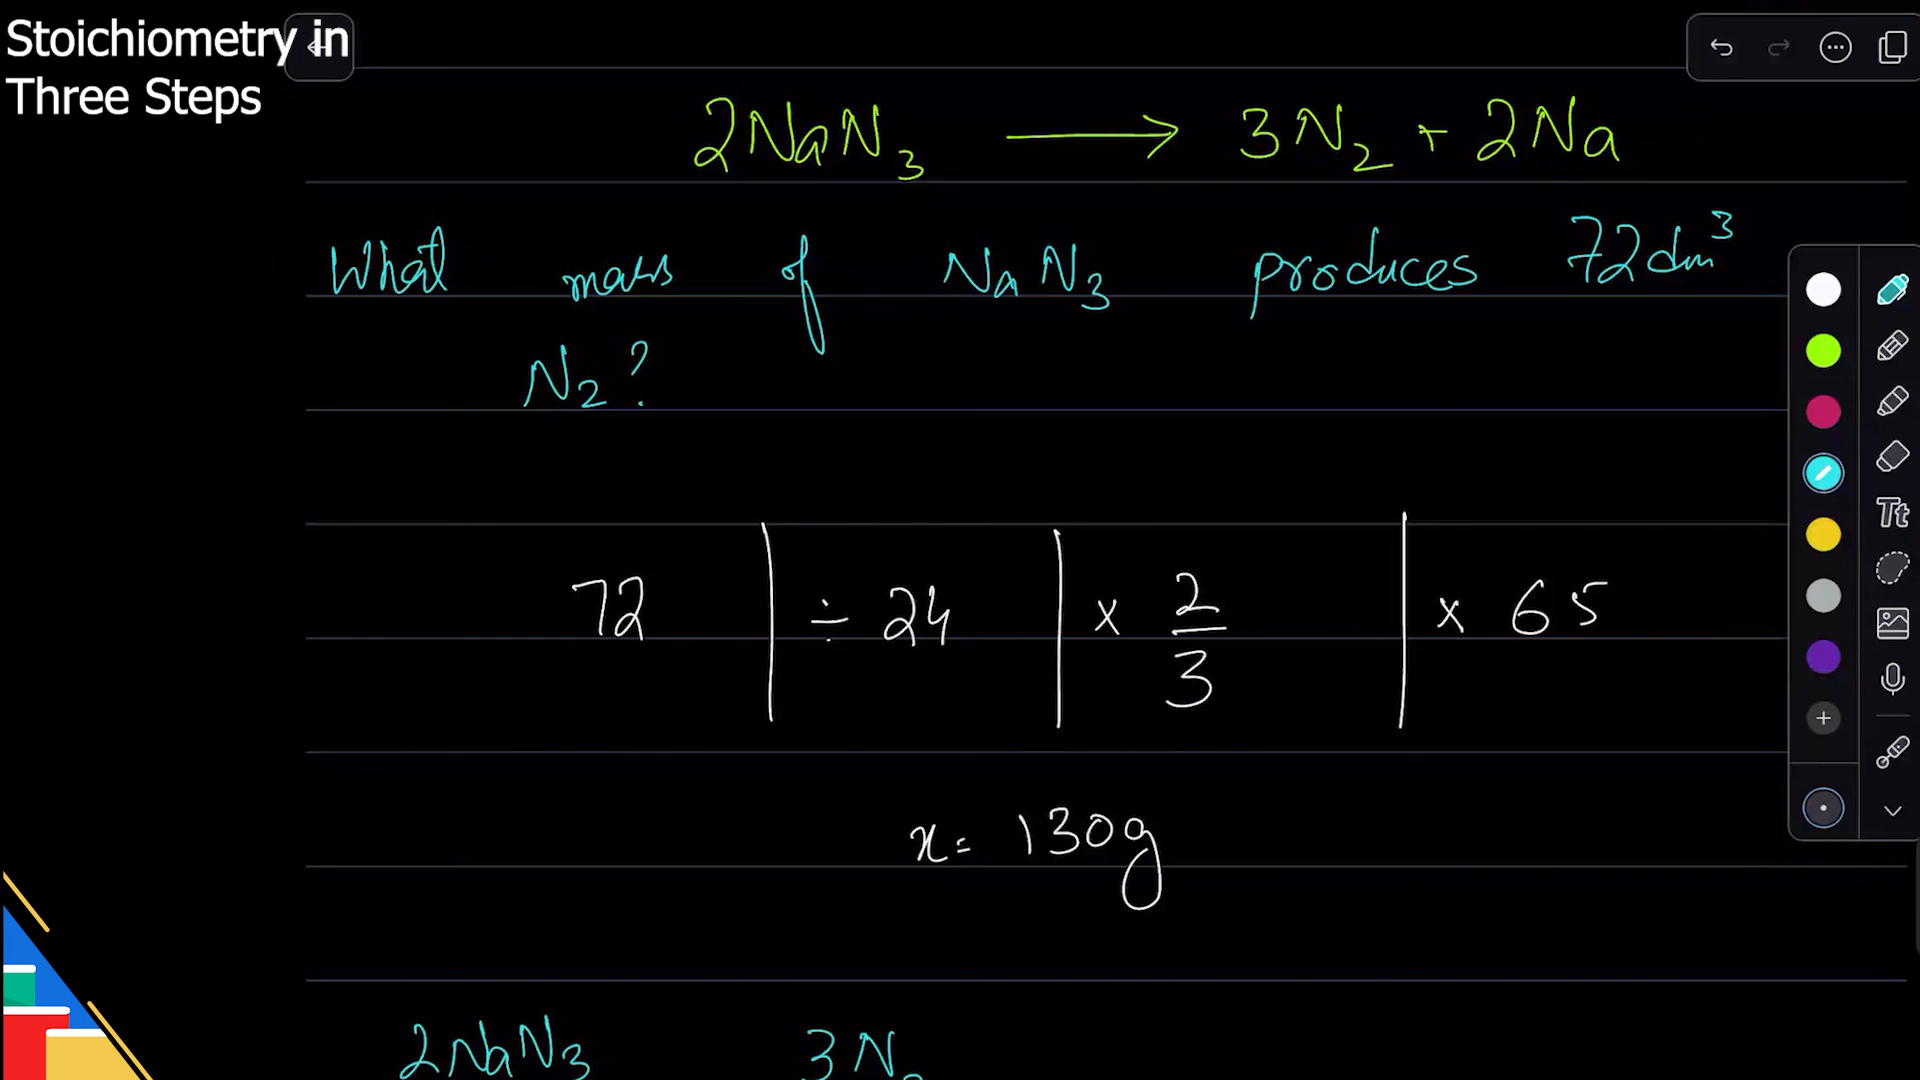 Stoichiometry in
Three Steps
2NaN₃ ⟶ 3N₂ + 2Na
What mass of NaN₃ produces 72dm³
N₂?
72 | ÷ 24 | × 2/3 | × 65
x = 130g
2NaN₃ 3N₂
Tt